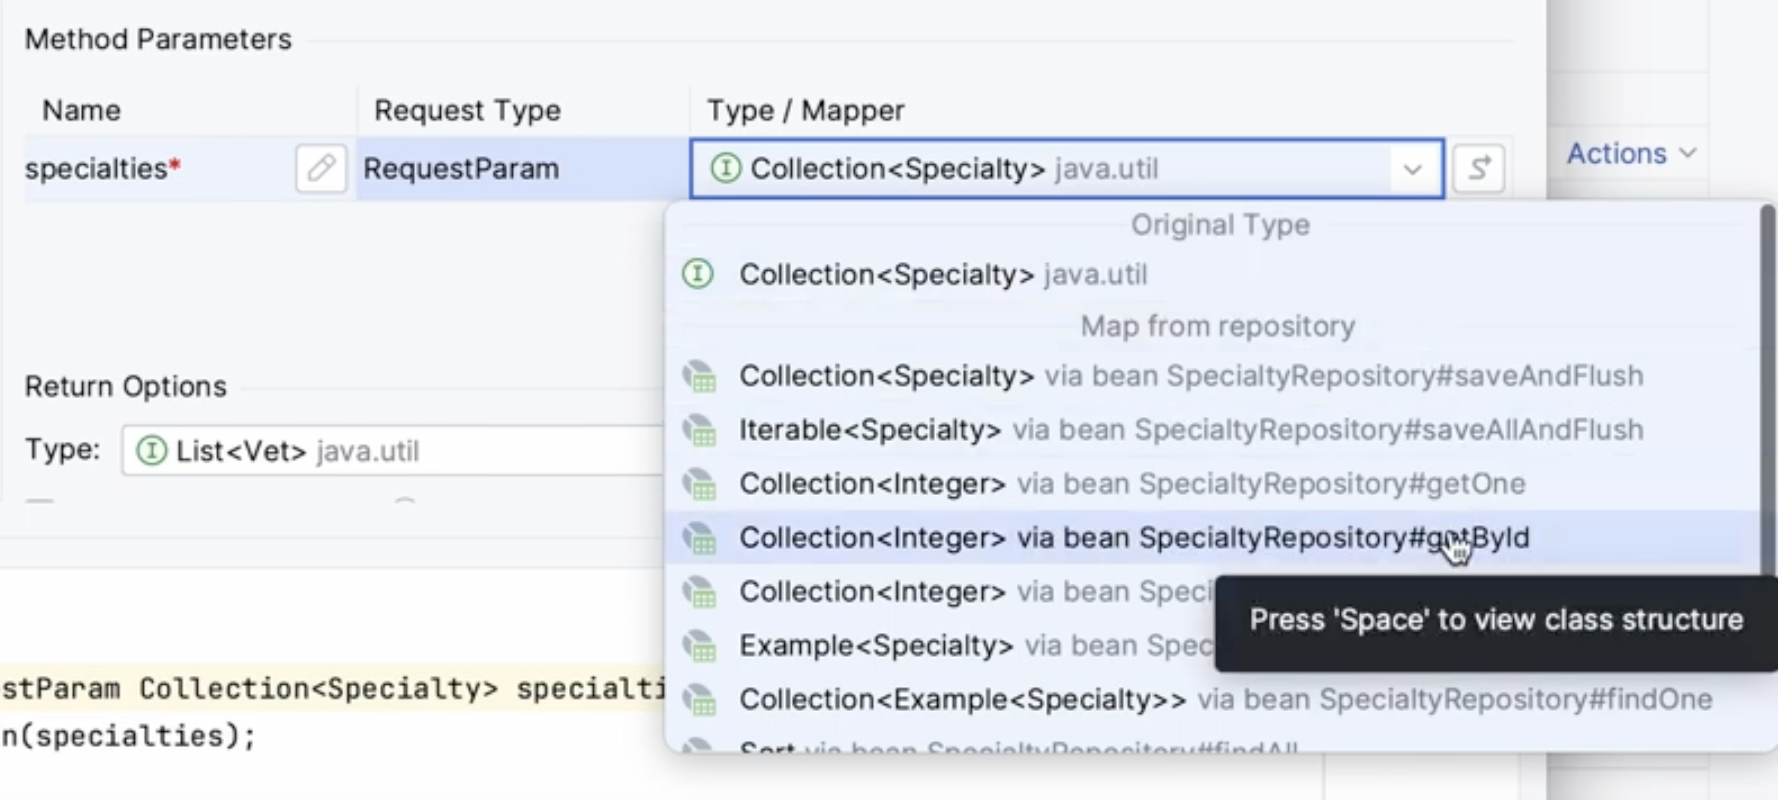 Method Parameters
Name Request Type Type / Mapper
specialties* RequestParam Collection<Specialty> java.util
Actions
Original Type
Collection<Specialty> java.util
Map from repository
Collection<Specialty> via bean SpecialtyRepository#saveAndFlush
Iterable<Specialty> via bean SpecialtyRepository#saveAllAndFlush
Collection<Integer> via bean SpecialtyRepository#getOne
Collection<Integer> via bean SpecialtyRepository#getById
Collection<Integer> via bean Speci
Press 'Space' to view class structure
Example<Specialty> via bean Spec
Collection<Example<Specialty>> via bean SpecialtyRepository#findOne
Sort via bean SpecialtyRepository#findAll
Return Options
Type: List<Vet> java.util
stParam Collection<Specialty> specialti
n(specialties);